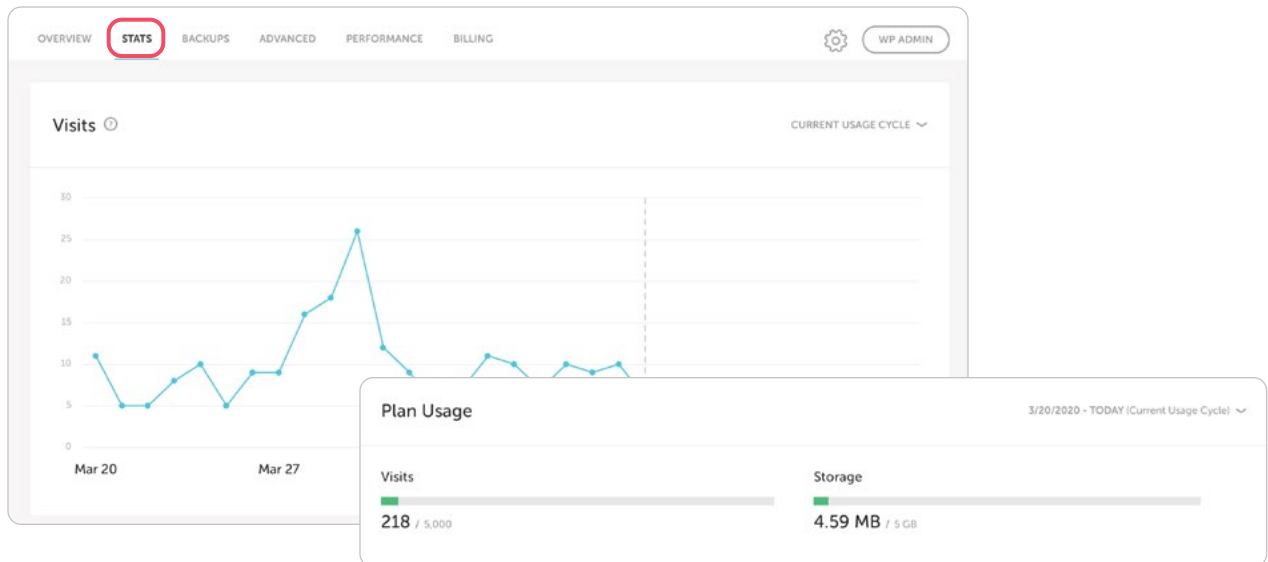 OVERVIEW STATS BACKUPS ADVANCED PERFORMANCE BILLING WP ADMIN
Visits ? CURRENT USAGE CYCLE
30
25
20
15
10
5
0
Mar 20 Mar 27
Plan Usage 3/20/2020 - TODAY (Current Usage Cycle)
Visits Storage
218 / 5,000 4.59 MB / 5 GB